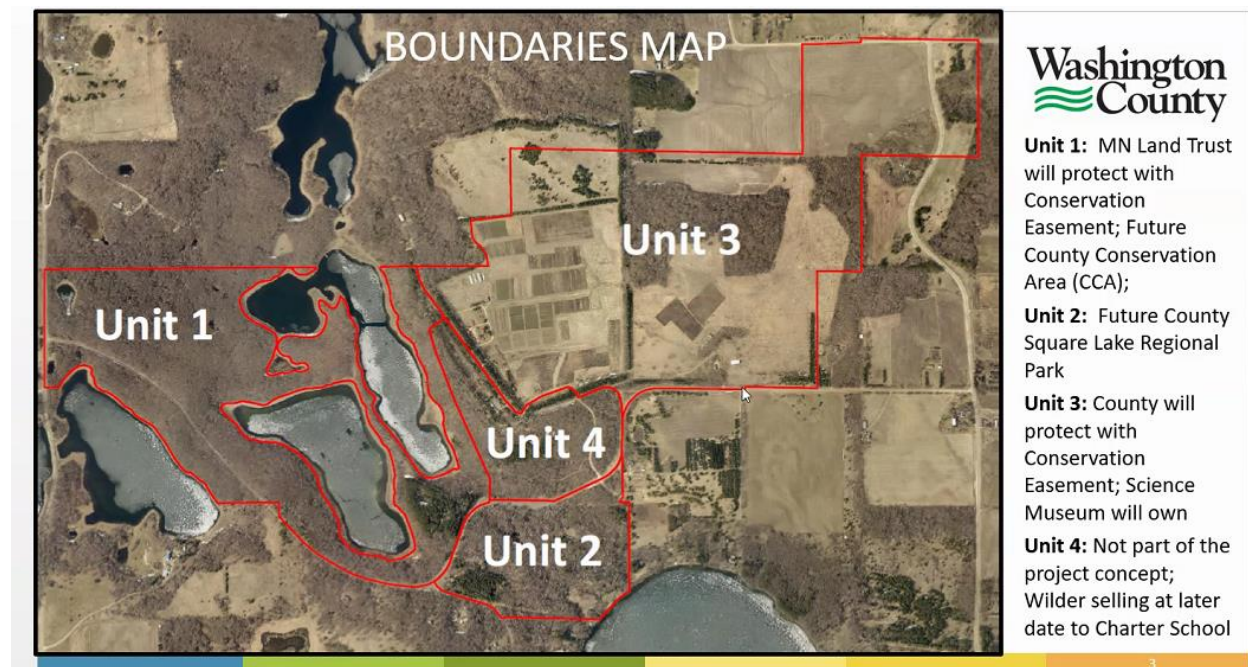 BOUNDARIES MAP
Unit 1
Unit 3
Unit 4
Unit 2
Washington
County
Unit 1: MN Land Trust
will protect with
Conservation
Easement; Future
County Conservation
Area (CCA);
Unit 2: Future County
Square Lake Regional
Park
Unit 3: County will
protect with
Conservation
Easement; Science
Museum will own
Unit 4: Not part of the
project concept;
Wilder selling at later
date to Charter School
3